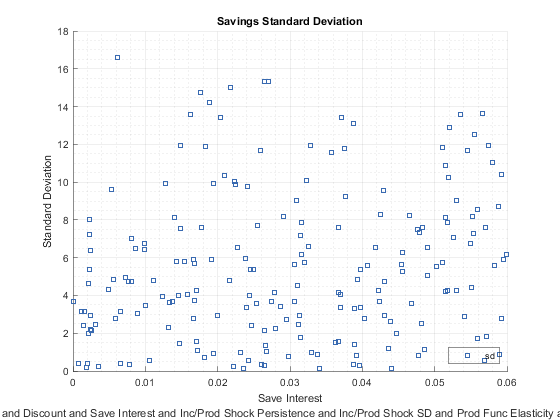 Savings Standard Deviation
18
16
14
12
10
8
6
4
2
0
Standard Deviation
sd
0 0.01 0.02 0.03 0.04 0.05 0.06
Save Interest
and Discount and Save Interest and Inc/Prod Shock Persistence and Inc/Prod Shock SD and Prod Func Elasticity a